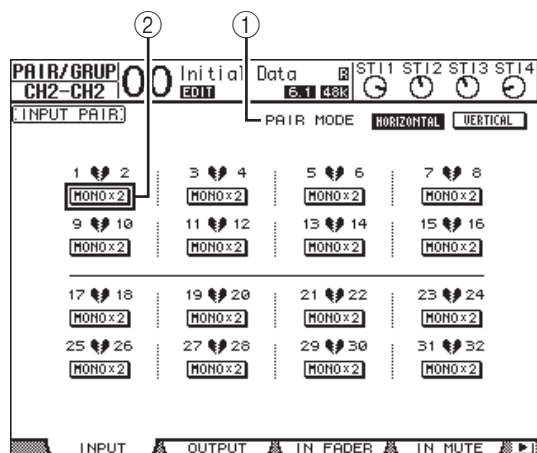 ② ①
PAIR/GRUP 00 Initial Data R ST11 ST12 ST13 ST14
CH2-CH2 EDIT 6.1 48K
INPUT PAIR
PAIR MODE HORIZONTAL VERTICAL
1 2 3 4 5 6 7 8
MONO×2 MONO×2 MONO×2 MONO×2
9 10 11 12 13 14 15 16
MONO×2 MONO×2 MONO×2 MONO×2
17 18 19 20 21 22 23 24
MONO×2 MONO×2 MONO×2 MONO×2
25 26 27 28 29 30 31 32
MONO×2 MONO×2 MONO×2 MONO×2
INPUT OUTPUT IN FADER IN MUTE